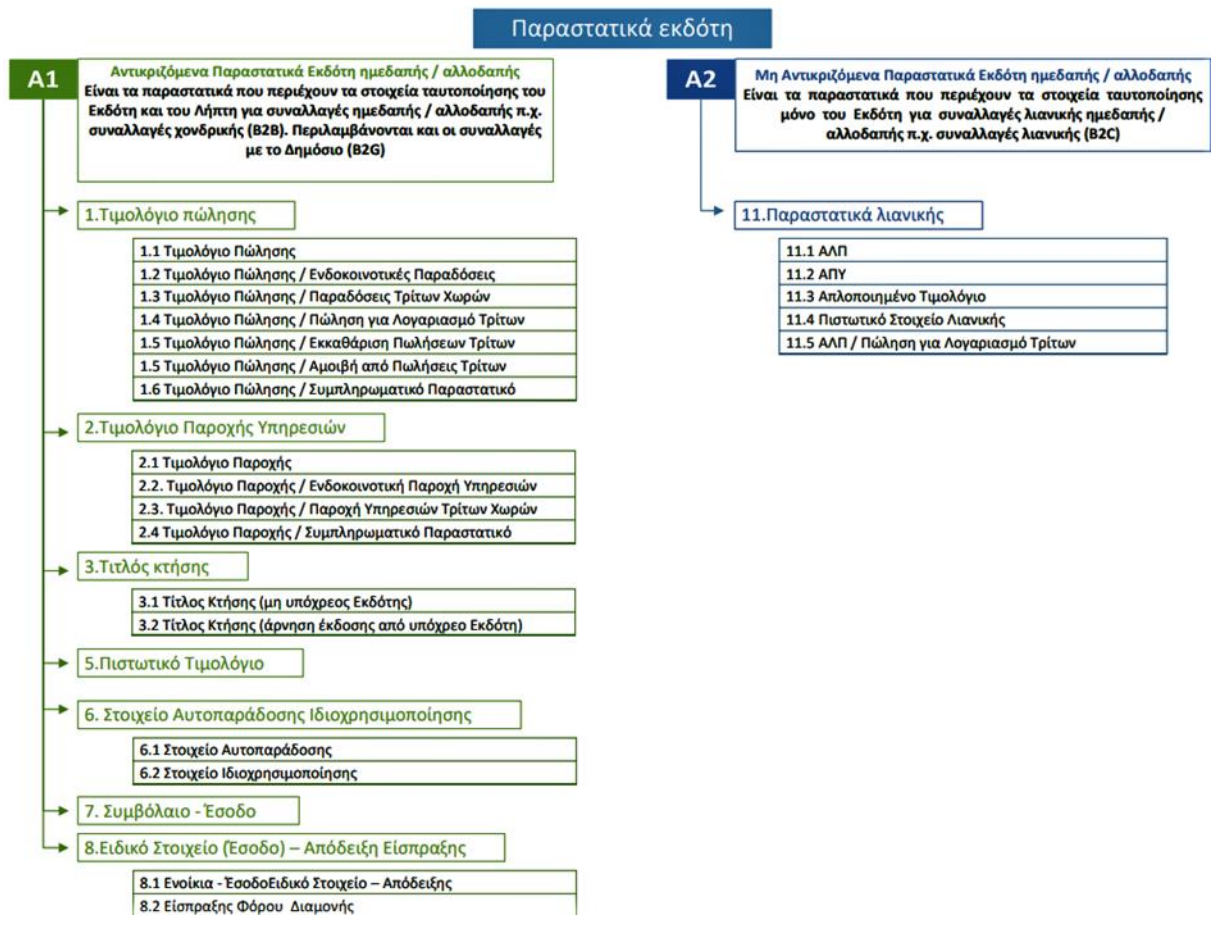 Παραστατικά εκδότη
A1
Αντικριζόμενα Παραστατικά Εκδότη ημεδαπής / αλλοδαπής
Είναι τα παραστατικά που περιέχουν τα στοιχεία ταυτοποίησης του
Εκδότη και του Λήπτη για συναλλαγές ημεδαπής / αλλοδαπής π.χ.
συναλλαγές χονδρικής (B2B). Περιλαμβάνονται και οι συναλλαγές
με το Δημόσιο (B2G)
1.Τιμολόγιο πώλησης
1.1 Τιμολόγιο Πώλησης
1.2 Τιμολόγιο Πώλησης / Ενδοκοινοτικές Παραδόσεις
1.3 Τιμολόγιο Πώλησης / Παραδόσεις Τρίτων Χωρών
1.4 Τιμολόγιο Πώλησης / Πώληση για Λογαριασμό Τρίτων
1.5 Τιμολόγιο Πώλησης / Εκκαθάριση Πωλήσεων Τρίτων
1.5 Τιμολόγιο Πώλησης / Αμοιβή από Πωλήσεις Τρίτων
1.6 Τιμολόγιο Πώλησης / Συμπληρωματικό Παραστατικό
2.Τιμολόγιο Παροχής Υπηρεσιών
2.1 Τιμολόγιο Παροχής
2.2. Τιμολόγιο Παροχής / Ενδοκοινοτική Παροχή Υπηρεσιών
2.3. Τιμολόγιο Παροχής / Παροχή Υπηρεσιών Τρίτων Χωρών
2.4 Τιμολόγιο Παροχής / Συμπληρωματικό Παραστατικό
3.Τιτλός κτήσης
3.1 Τίτλος Κτήσης (μη υπόχρεος Εκδότης)
3.2 Τίτλος Κτήσης (άρνηση έκδοσης από υπόχρεο Εκδότη)
5.Πιστωτικό Τιμολόγιο
6. Στοιχείο Αυτοπαράδοσης Ιδιοχρησιμοποίησης
6.1 Στοιχείο Αυτοπαράδοσης
6.2 Στοιχείο Ιδιοχρησιμοποίησης
7. Συμβόλαιο - Έσοδο
8.Ειδικό Στοιχείο (Έσοδο) – Απόδειξη Είσπραξης
8.1 Ενοίκια - ΈσοδοΕιδικό Στοιχείο – Απόδειξης
8.2 Είσπραξης Φόρου Διαμονής
A2
Μη Αντικριζόμενα Παραστατικά Εκδότη ημεδαπής / αλλοδαπής
Είναι τα παραστατικά που περιέχουν τα στοιχεία ταυτοποίησης
μόνο του Εκδότη για συναλλαγές λιανικής ημεδαπής /
αλλοδαπής π.χ. συναλλαγές λιανικής (B2C)
11.Παραστατικά λιανικής
11.1 ΑΛΠ
11.2 ΑΠΥ
11.3 Απλοποιημένο Τιμολόγιο
11.4 Πιστωτικό Στοιχείο Λιανικής
11.5 ΑΛΠ / Πώληση για Λογαριασμό Τρίτων